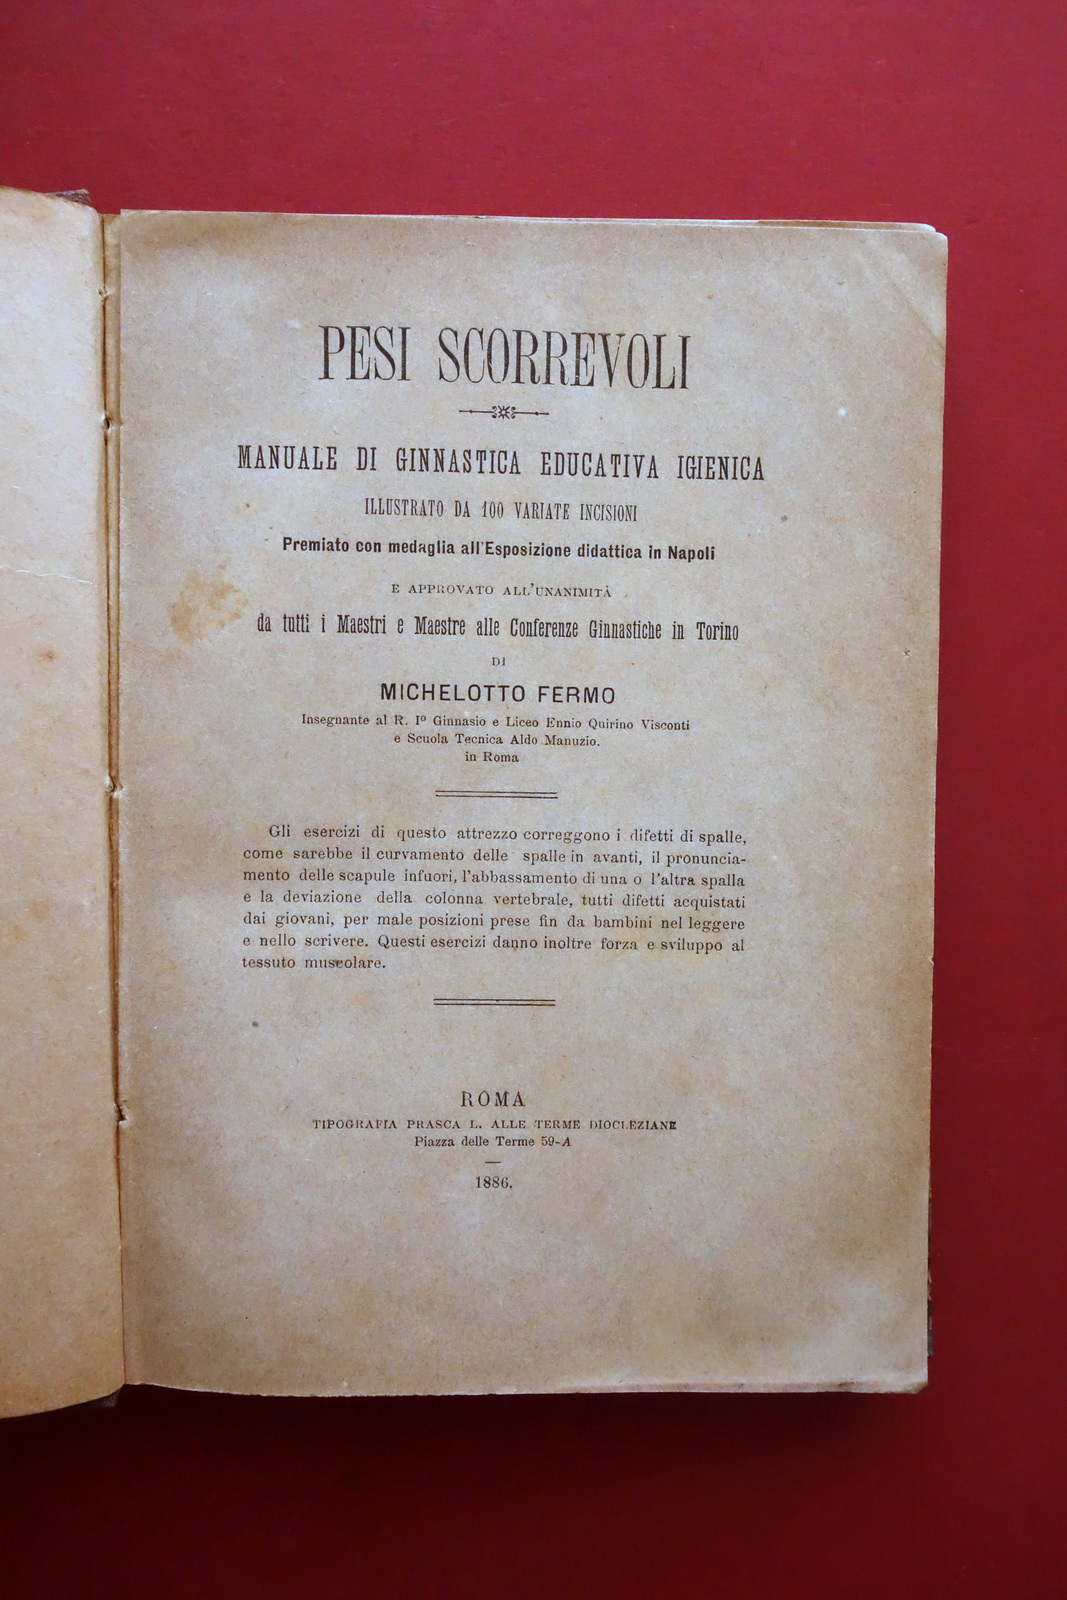 PESI SCORREVOLI
MANUALE DI GINNASTICA EDUCATIVA IGIENICA
ILLUSTRATO DA 100 VARIATE INCISIONI
Premiato con medaglia all'Esposizione didattica in Napoli
E APPROVATO ALL'UNANIMITÀ
da tutti i Maestri e Maestre alle Conferenze Ginnastiche in Torino
DI
MICHELOTTO FERMO
Insegnante al R. Iº Ginnasio e Liceo Ennio Quirino Visconti
e Scuola Tecnica Aldo Manuzio.
in Roma
Gli esercizi di questo attrezzo correggono i difetti di spalle,
come sarebbe il curvamento delle spalle in avanti, il pronuncia-
mento delle scapule infuori, l'abbassamento di una o l'altra spalla
e la deviazione della colonna vertebrale, tutti difetti acquistati
dai giovani, per male posizioni prese fin da bambini nel leggere
e nello scrivere. Questi esercizi danno inoltre forza e sviluppo al
tessuto muscolare.
ROMA
TIPOGRAFIA PRASCA L. ALLE TERME DIOCLEZIANE
Piazza delle Terme 59-A
1886.